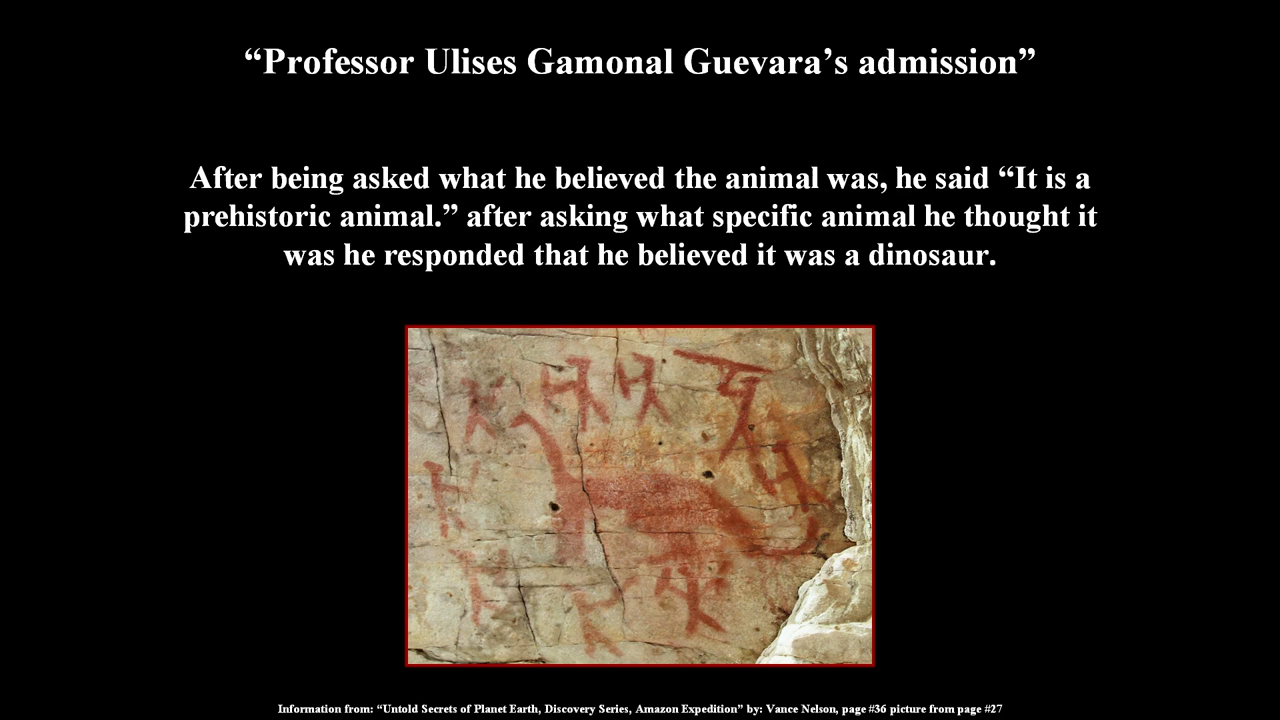 “Professor Ulises Gamonal Guevara’s admission”
After being asked what he believed the animal was, he said “It is a
prehistoric animal.” after asking what specific animal he thought it
was he responded that he believed it was a dinosaur.
Information from: “Untold Secrets of Planet Earth, Discovery Series, Amazon Expedition” by: Vance Nelson, page #36 picture from page #27